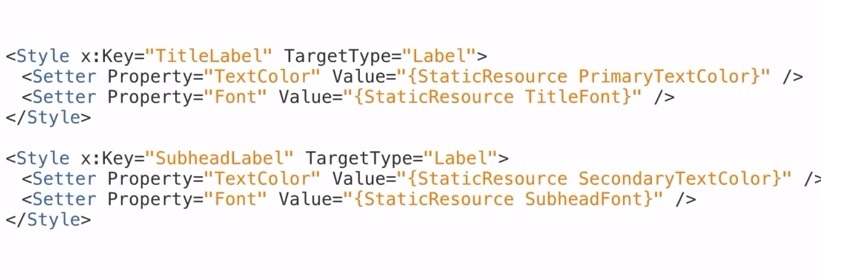 <Style x:Key="TitleLabel" TargetType="Label">
<Setter Property="TextColor" Value="{StaticResource PrimaryTextColor}" />
<Setter Property="Font" Value="{StaticResource TitleFont}" />
</Style>
<Style x:Key="SubheadLabel" TargetType="Label">
<Setter Property="TextColor" Value="{StaticResource SecondaryTextColor}" />
<Setter Property="Font" Value="{StaticResource SubheadFont}" />
</Style>